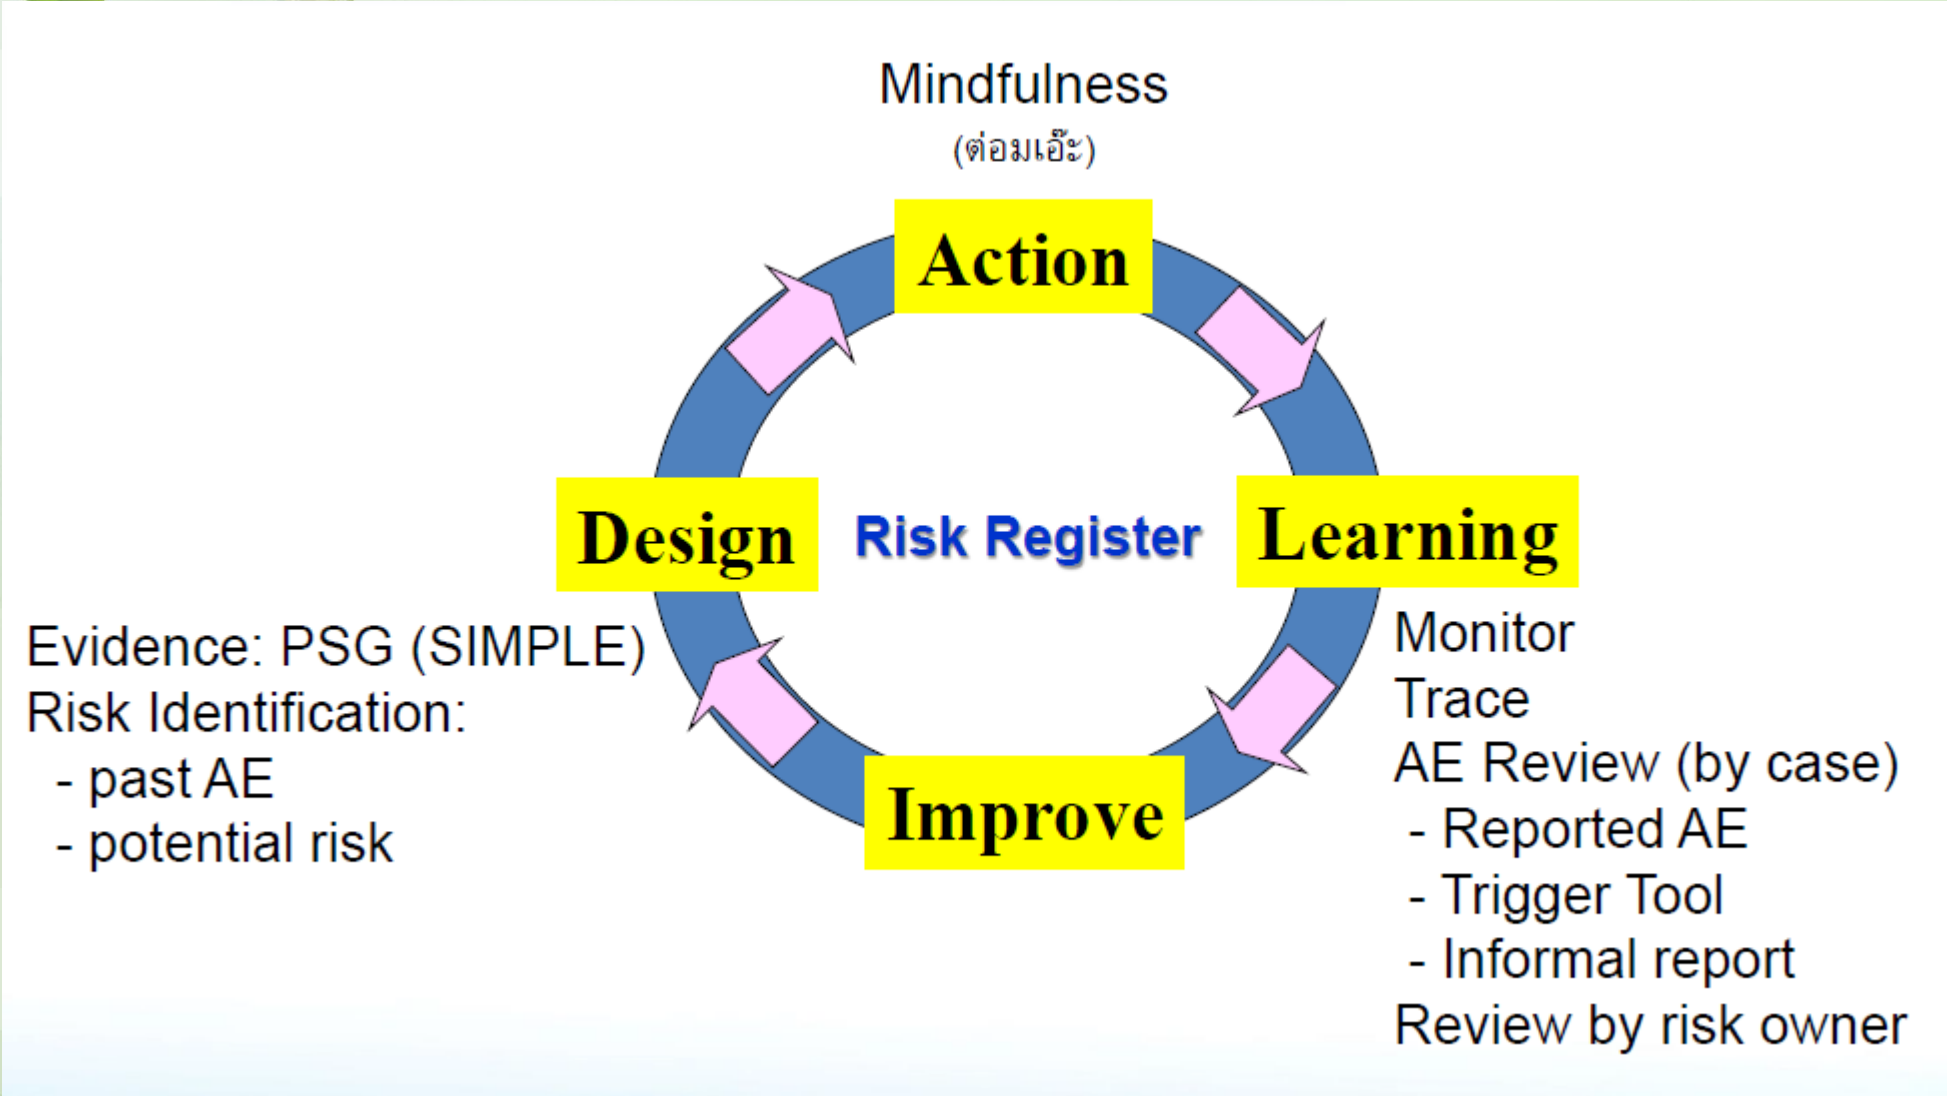 Mindfulness
(ต่อมเอ๊ะ)
Action
Design
Risk Register
Learning
Improve
Evidence: PSG (SIMPLE)
Risk Identification:
- past AE
- potential risk
Monitor
Trace
AE Review (by case)
- Reported AE
- Trigger Tool
- Informal report
Review by risk owner